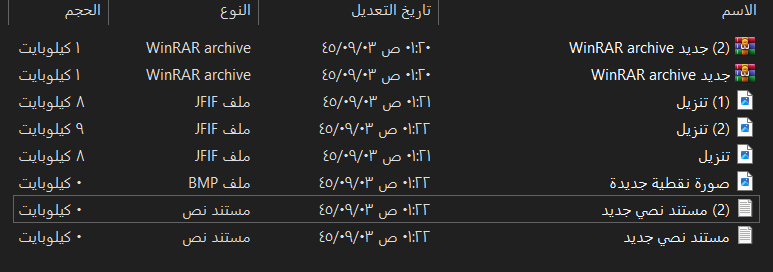 الاسم تاريخ التعديل النوع الحجم
جديد WinRAR archive (2) ٠١:٢٠ ص ٤٥/٠٩/٠٣ WinRAR archive ١ كيلوبايت
جديد WinRAR archive ٠١:٢٠ ص ٤٥/٠٩/٠٣ WinRAR archive ١ كيلوبايت
تنزيل (1) ٠١:٢١ ص ٤٥/٠٩/٠٣ ملف JFIF ٨ كيلوبايت
تنزيل (2) ٠١:٢٢ ص ٤٥/٠٩/٠٣ ملف JFIF ٩ كيلوبايت
تنزيل ٠١:٢١ ص ٤٥/٠٩/٠٣ ملف JFIF ٨ كيلوبايت
صورة نقطية جديدة ٠١:٢٢ ص ٤٥/٠٩/٠٣ ملف BMP ٠ كيلوبايت
مستند نصي جديد (2) ٠١:٢٢ ص ٤٥/٠٩/٠٣ مستند نص ٠ كيلوبايت
مستند نصي جديد ٠١:٢٢ ص ٤٥/٠٩/٠٣ مستند نص ٠ كيلوبايت